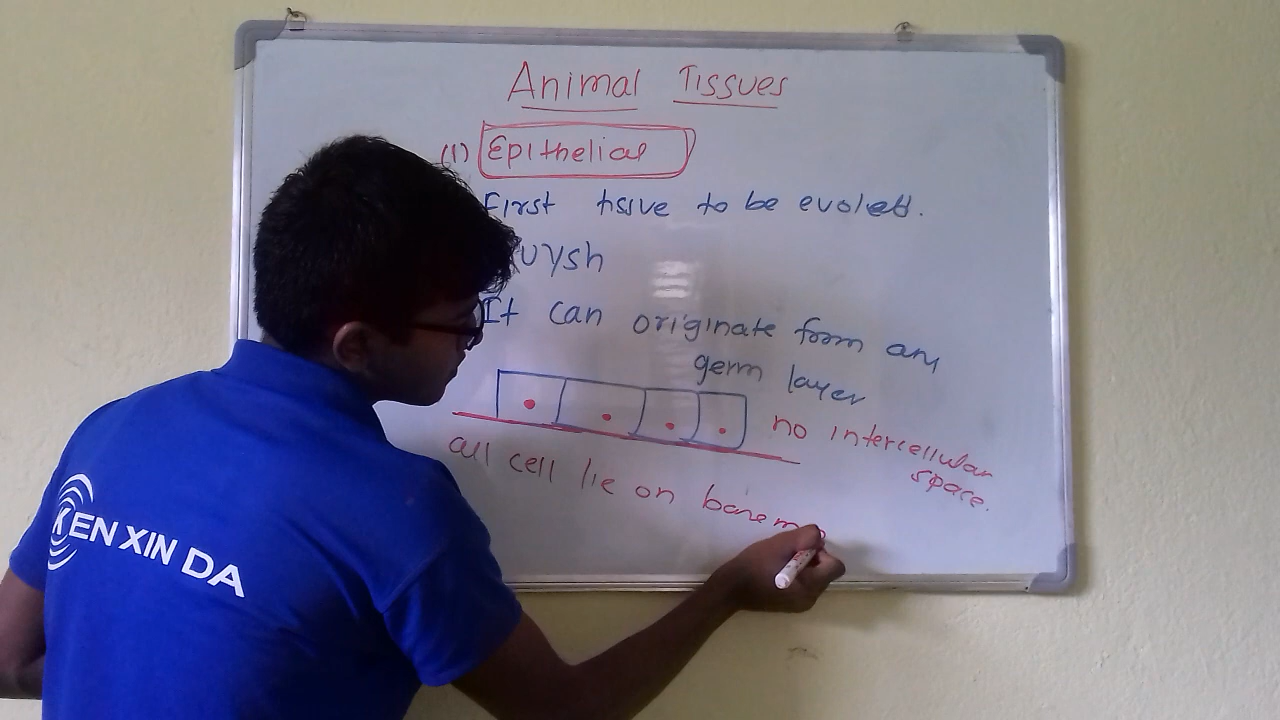 Animal Tissues
(1) Epithelial
First tissue to be evolved.
uysh
It can originate form any
germ layer
no intercellular
space.
all cell lie on basem
KEN XIN DA